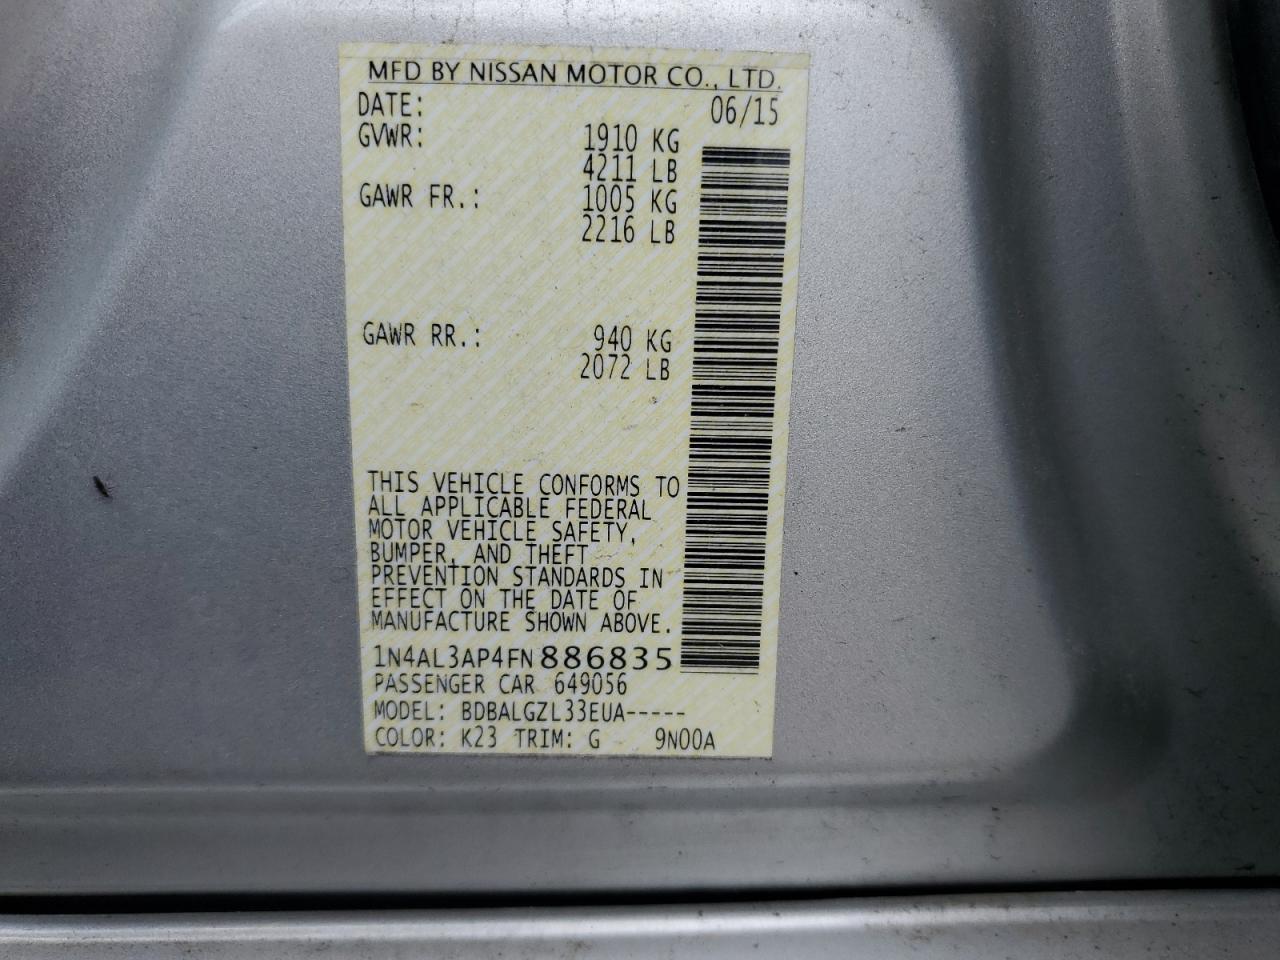 MFD BY NISSAN MOTOR CO., LTD.
DATE: 06/15
GVWR: 1910 KG
4211 LB
GAWR FR.: 1005 KG
2216 LB
GAWR RR.: 940 KG
2072 LB
THIS VEHICLE CONFORMS TO
ALL APPLICABLE FEDERAL
MOTOR VEHICLE SAFETY,
BUMPER, AND THEFT
PREVENTION STANDARDS IN
EFFECT ON THE DATE OF
MANUFACTURE SHOWN ABOVE.
1N4AL3AP4FN886835
PASSENGER CAR 649056
MODEL: BDBALGZL33EUA-----
COLOR: K23 TRIM: G 9N00A